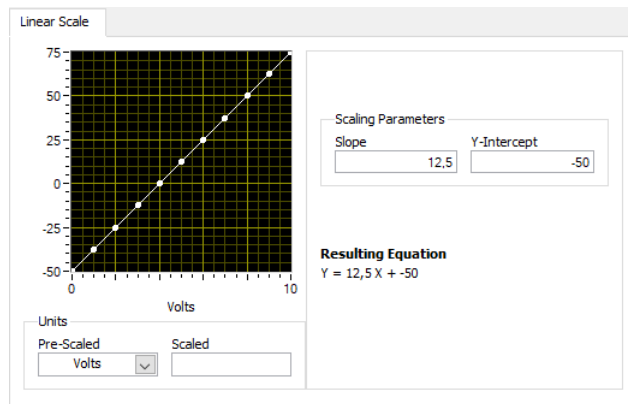 Linear Scale
75
50
25
0
-25
-50
0
10
Volts
Units
Pre-Scaled
Scaled
Volts
Scaling Parameters
Slope
Y-Intercept
12,5
-50
Resulting Equation
Y = 12,5 X + -50